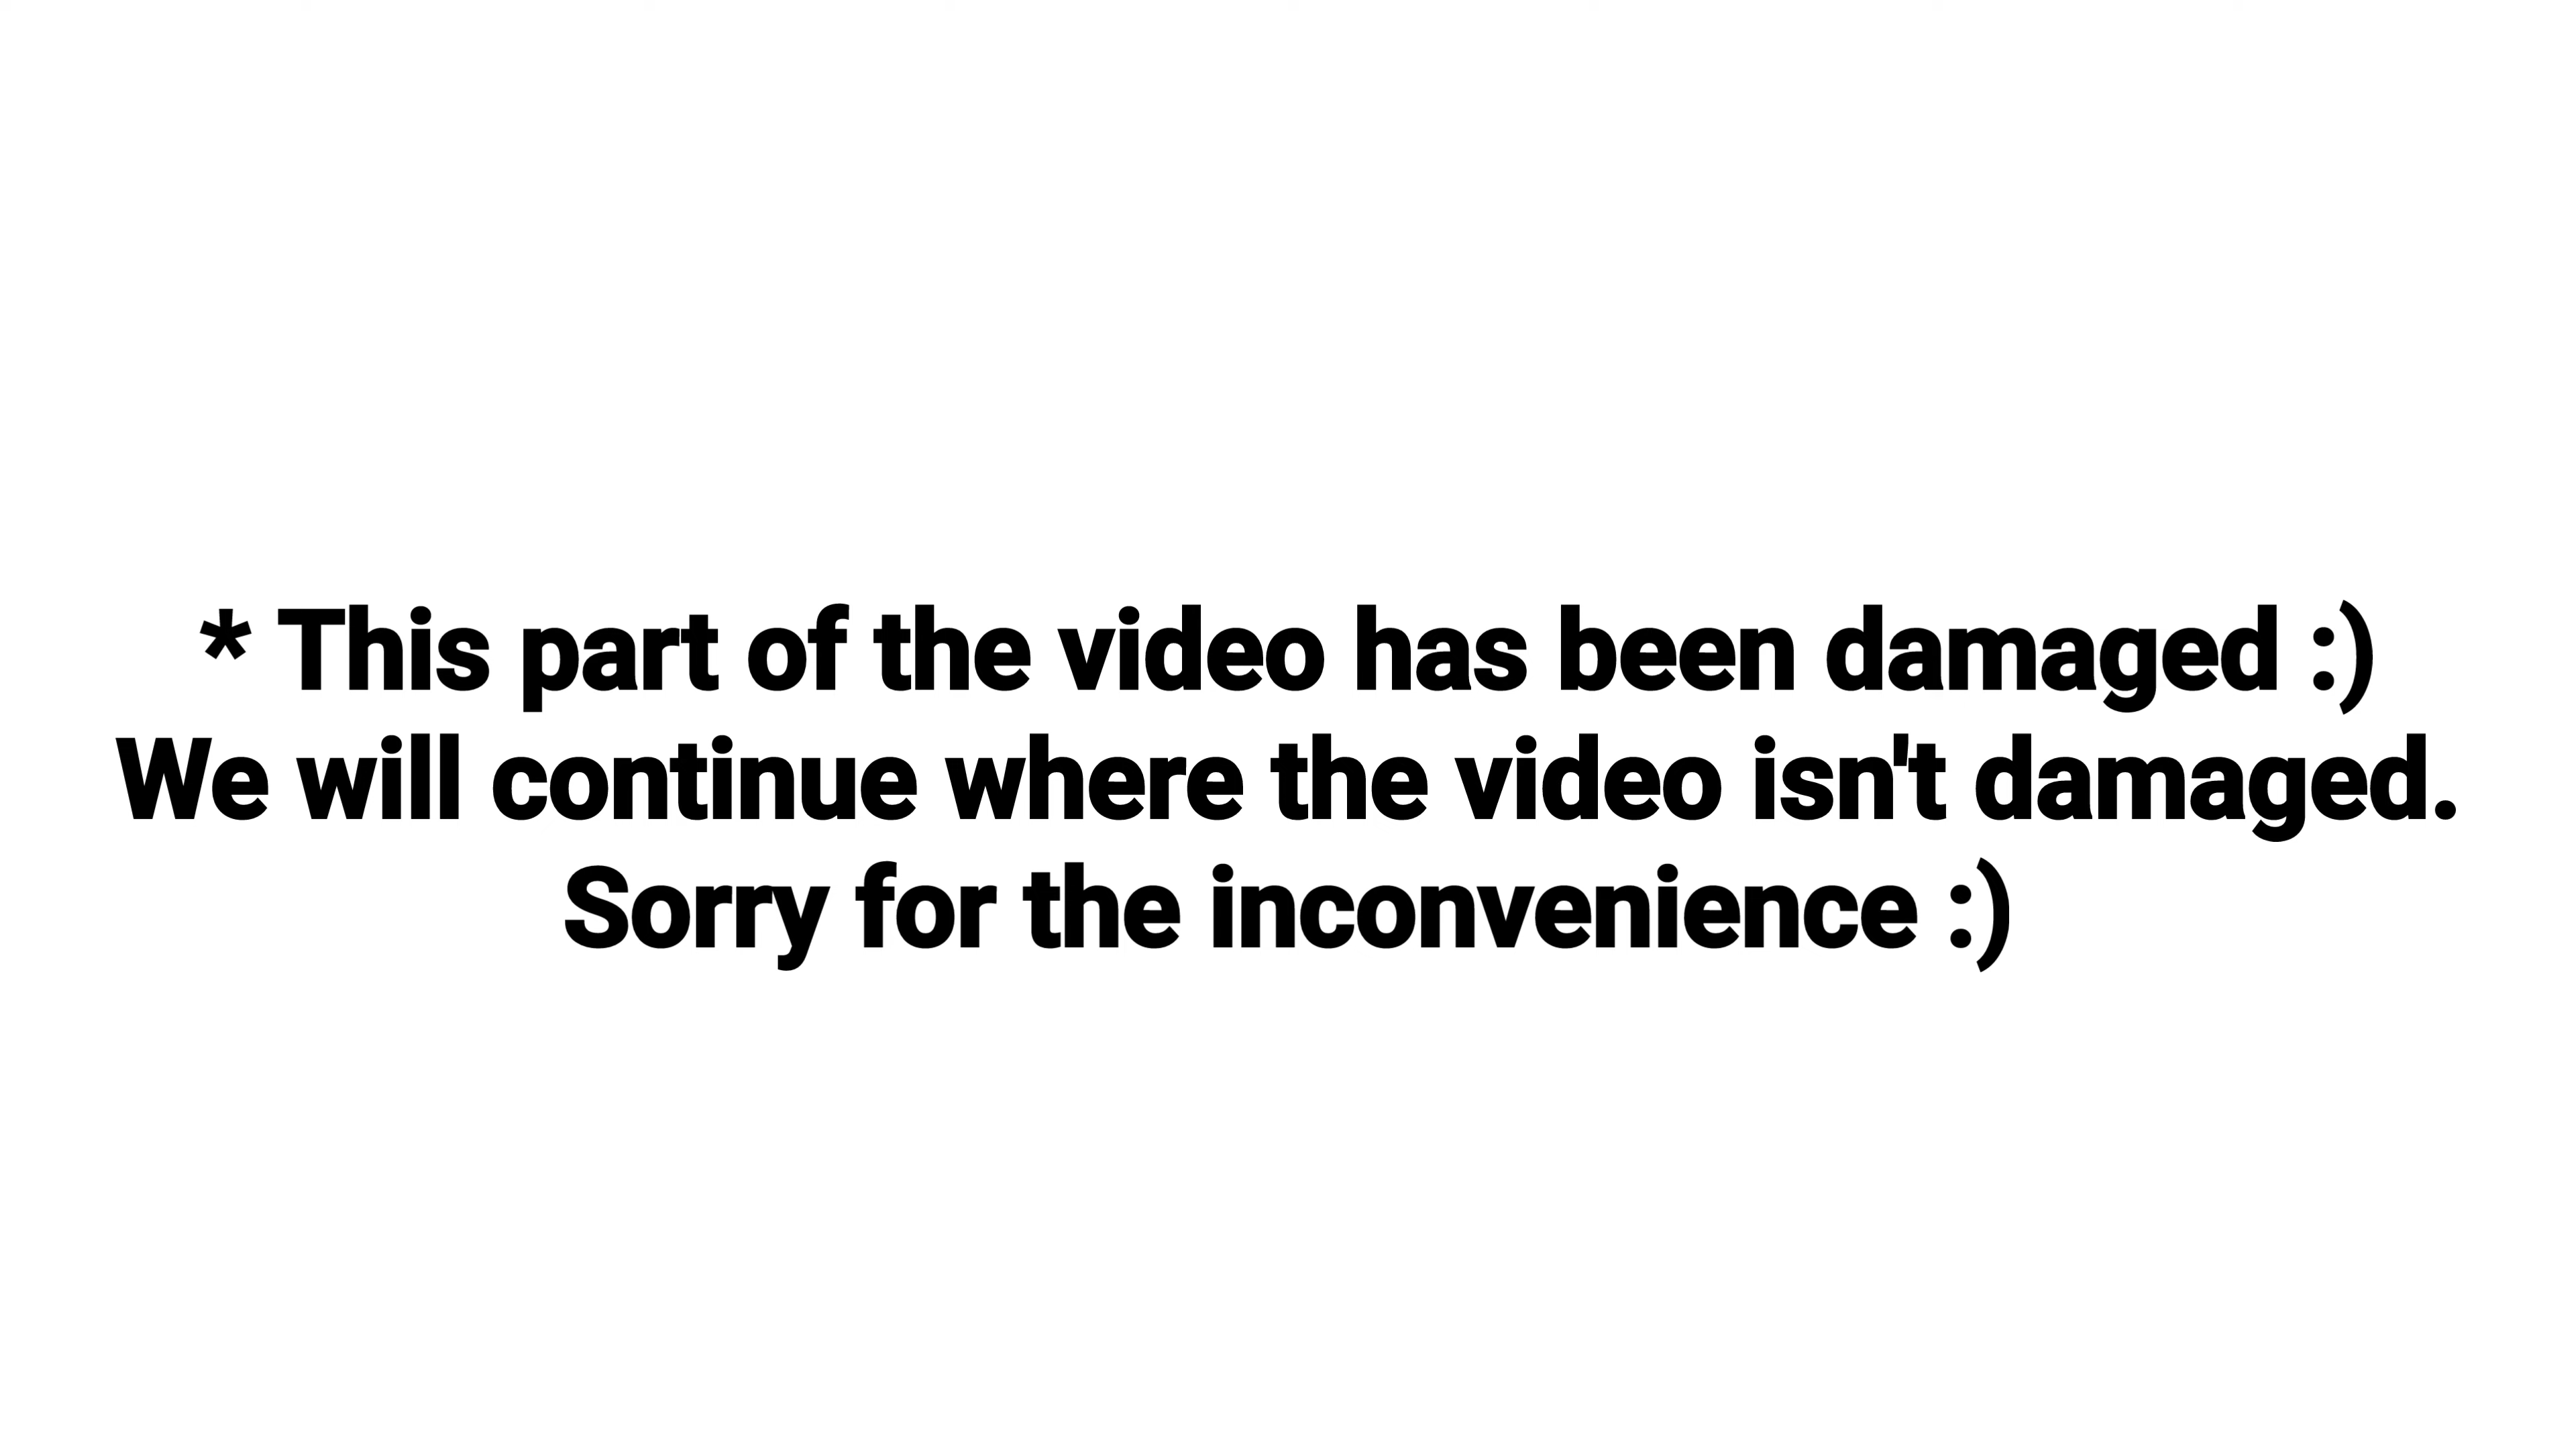 * This part of the video has been damaged :)
We will continue where the video isn't damaged.
Sorry for the inconvenience :)